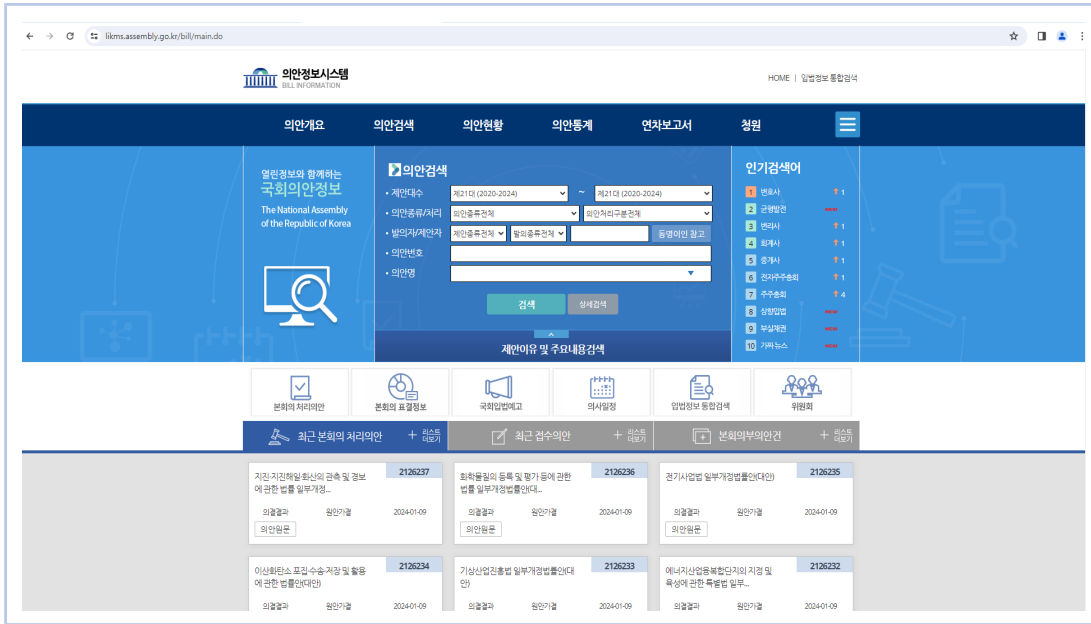 likms.assembly.go.kr/bill/main.do
의안정보시스템
BILL INFORMATION
HOME | 입법정보 통합검색
의안개요 의안검색 의안현황 의안통계 연차보고서 청원
열린정보와 함께하는
국회의안정보
The National Assembly
of the Republic of Korea
의안검색
• 제안대수 제21대 (2020-2024) ~ 제21대 (2020-2024)
• 의안종류/처리 의안종류전체 의안처리구분전체
• 발의자/제안자 제안종류전체 발의종류전체 동명이인 참고
• 의안번호
• 의안명
검색 상세검색
제안이유 및 주요내용검색
인기검색어
1 변호사 ↑ 1
2 균형발전
3 변리사 ↑ 1
4 회계사 ↑ 1
5 중개사 ↑ 1
6 전자주주총회 ↑ 1
7 주주총회 ↑ 4
8 상향입법
9 부실채권
10 가짜뉴스
본회의 처리의안 본회의 표결정보 국회입법예고 의사일정 입법정보 통합검색 위원회
최근 본회의 처리의안 + 리스트 더보기 최근 접수의안 + 리스트 더보기 본회의부의안건 + 리스트 더보기
지진·지진해일·화산의 관측 및 경보
에 관한 법률 일부개정...
2126237
의결결과 원안가결 2024-01-09
의안원문
화학물질의 등록 및 평가 등에 관한
법률 일부개정법률안(대...
2126236
의결결과 원안가결 2024-01-09
의안원문
전기사업법 일부개정법률안(대안)
2126235
의결결과 원안가결 2024-01-09
의안원문
이산화탄소 포집·수송·저장 및 활용
에 관한 법률안(대안)
2126234
의결결과 원안가결 2024-01-09
기상산업진흥법 일부개정법률안(대
안)
2126233
의결결과 원안가결 2024-01-09
에너지산업융복합단지의 지정 및
육성에 관한 특별법 일부...
2126232
의결결과 원안가결 2024-01-09